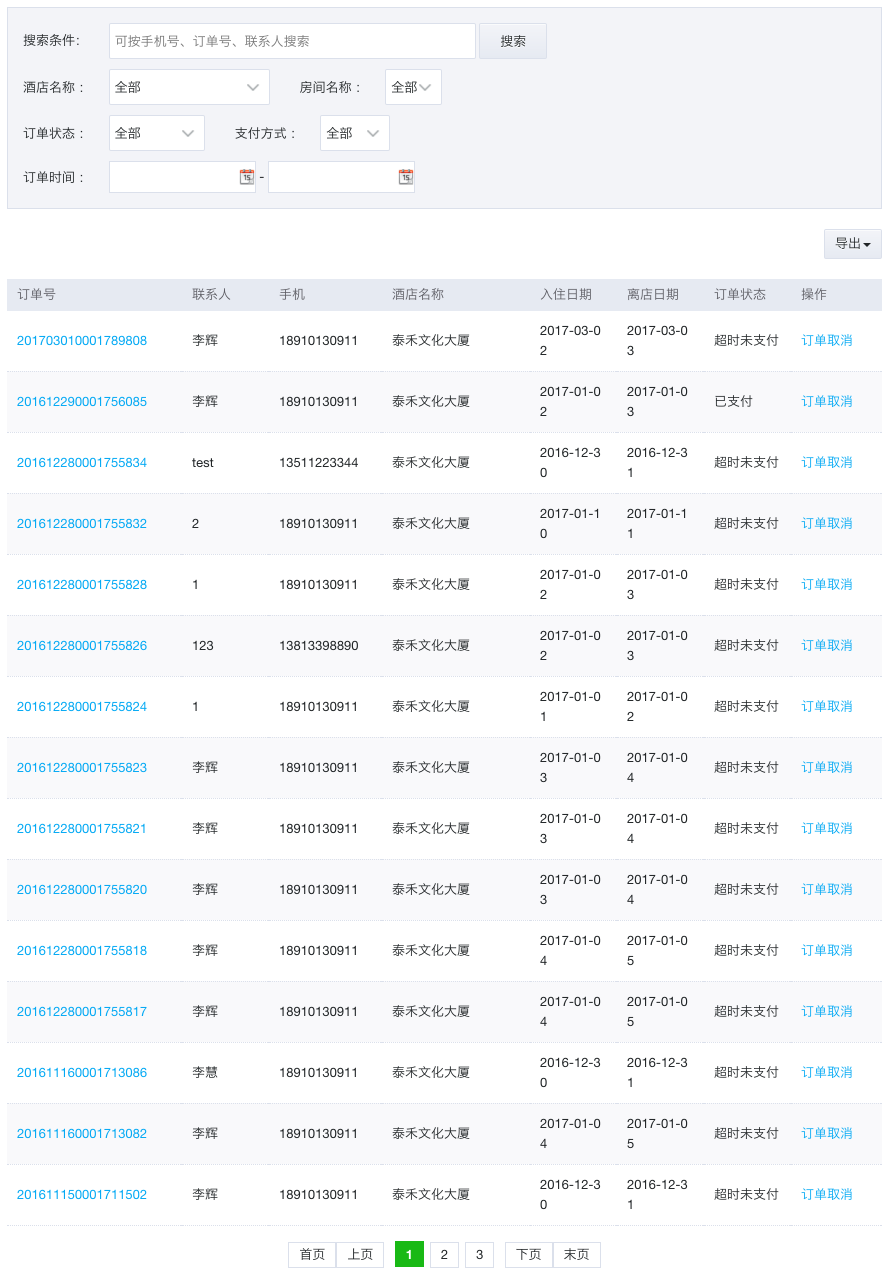 搜索条件: 可按手机号、订单号、联系人搜索 搜索
酒店名称： 全部 房间名称： 全部
订单状态： 全部 支付方式： 全部
订单时间： 15 - 15
导出
订单号 联系人 手机 酒店名称 入住日期 离店日期 订单状态 操作
201703010001789808 李辉 18910130911 泰禾文化大厦 2017-03-02 2017-03-03 超时未支付 订单取消
201612290001756085 李辉 18910130911 泰禾文化大厦 2017-01-02 2017-01-03 已支付 订单取消
201612280001755834 test 13511223344 泰禾文化大厦 2016-12-30 2016-12-31 超时未支付 订单取消
201612280001755832 2 18910130911 泰禾文化大厦 2017-01-10 2017-01-11 超时未支付 订单取消
201612280001755828 1 18910130911 泰禾文化大厦 2017-01-02 2017-01-03 超时未支付 订单取消
201612280001755826 123 13813398890 泰禾文化大厦 2017-01-02 2017-01-03 超时未支付 订单取消
201612280001755824 1 18910130911 泰禾文化大厦 2017-01-01 2017-01-02 超时未支付 订单取消
201612280001755823 李辉 18910130911 泰禾文化大厦 2017-01-03 2017-01-04 超时未支付 订单取消
201612280001755821 李辉 18910130911 泰禾文化大厦 2017-01-03 2017-01-04 超时未支付 订单取消
201612280001755820 李辉 18910130911 泰禾文化大厦 2017-01-03 2017-01-04 超时未支付 订单取消
201612280001755818 李辉 18910130911 泰禾文化大厦 2017-01-04 2017-01-05 超时未支付 订单取消
201612280001755817 李辉 18910130911 泰禾文化大厦 2017-01-04 2017-01-05 超时未支付 订单取消
201611160001713086 李慧 18910130911 泰禾文化大厦 2016-12-30 2016-12-31 超时未支付 订单取消
201611160001713082 李辉 18910130911 泰禾文化大厦 2017-01-04 2017-01-05 超时未支付 订单取消
201611150001711502 李辉 18910130911 泰禾文化大厦 2016-12-30 2016-12-31 超时未支付 订单取消
首页 上页 1 2 3 下页 末页